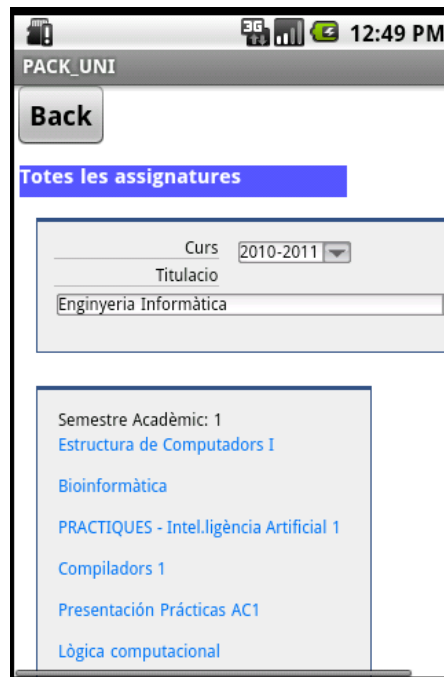 3G 12:49 PM
PACK_UNI
Back
Totes les assignatures
Curs 2010-2011
Titulacio
Enginyeria Informàtica
Semestre Acadèmic: 1
Estructura de Computadors I
Bioinformàtica
PRACTIQUES - Intel.ligència Artificial 1
Compiladors 1
Presentación Prácticas AC1
Lògica computacional